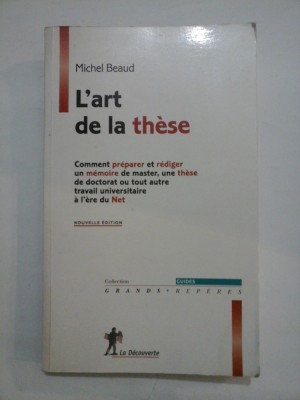 Michel Beaud
L'art
de la thèse
Comment préparer et rédiger
un mémoire de master, une thèse
de doctorat ou tout autre
travail universitaire
à l'ère du Net
NOUVELLE ÉDITION
Collection
GUIDES
GRANDS REPÈRES
La Découverte